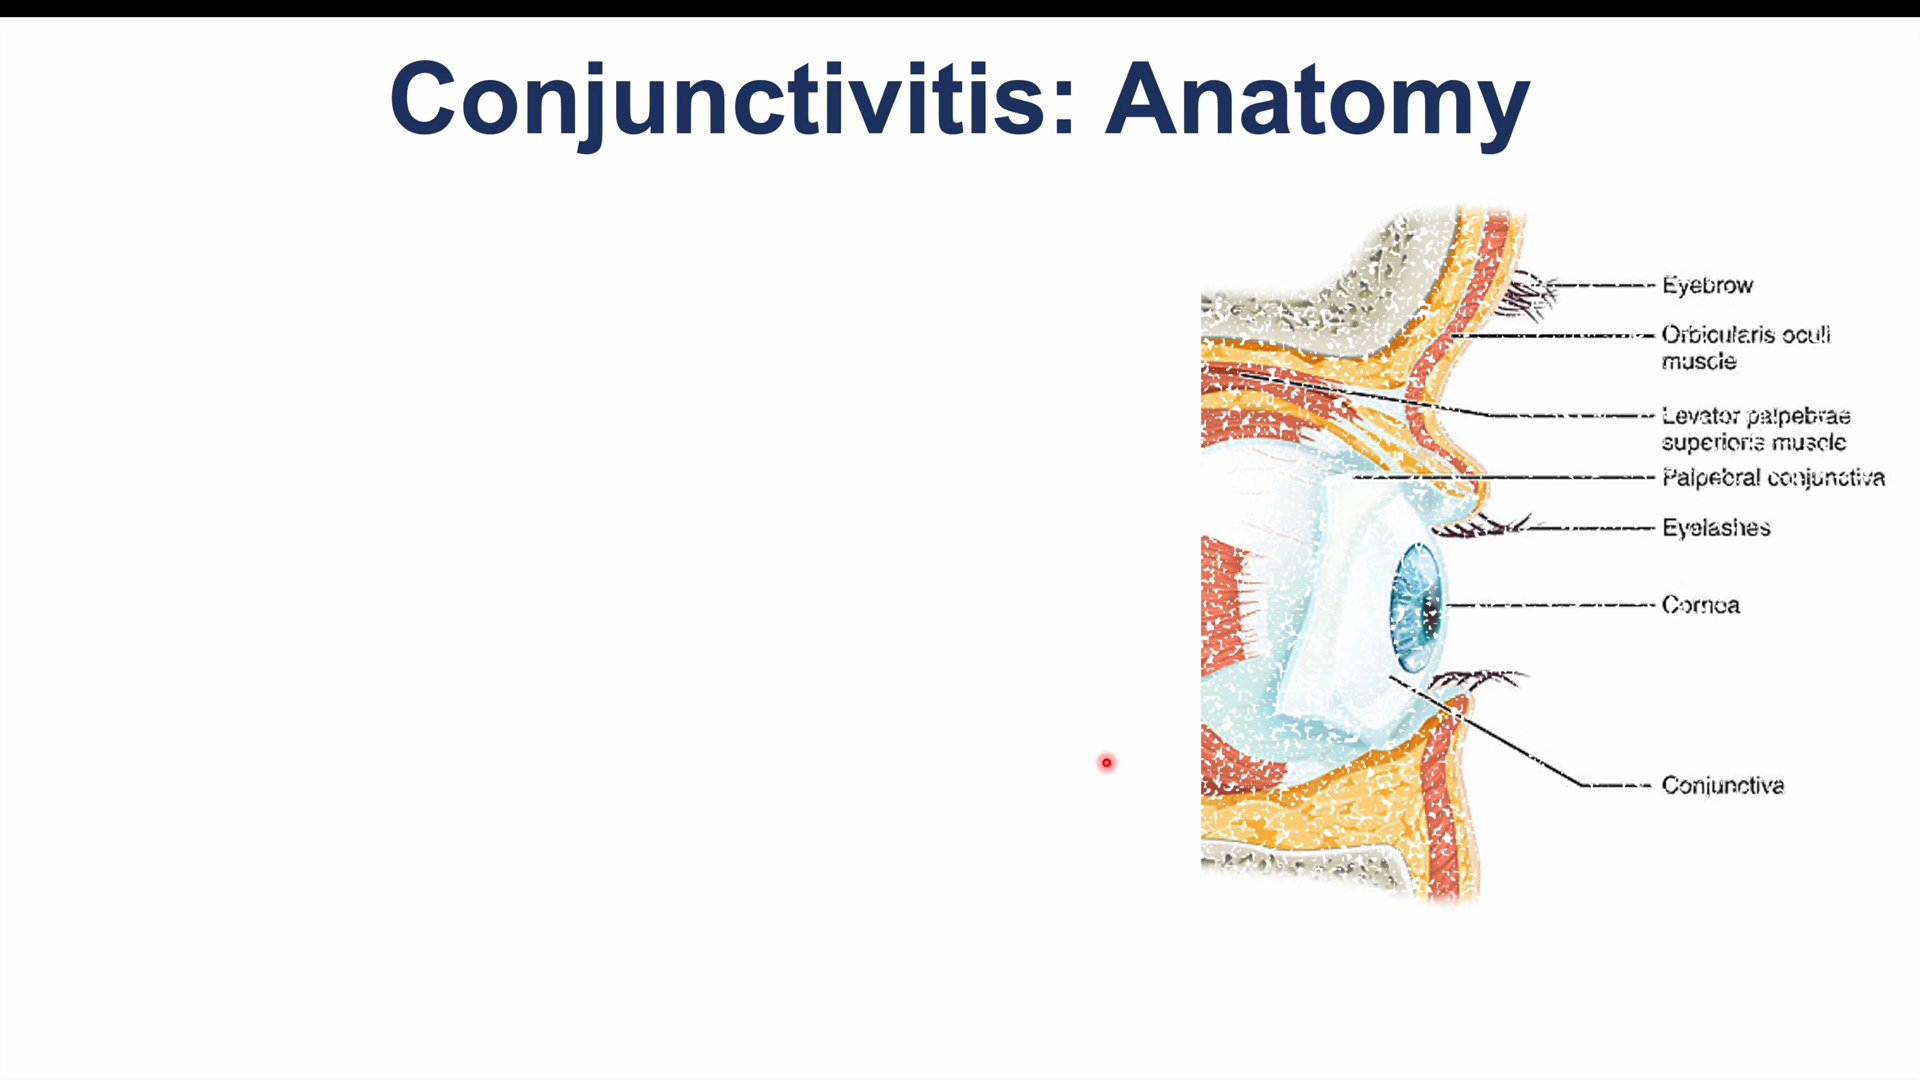 Conjunctivitis: Anatomy
Eyebrow
Orbicularis oculi
muscle
Levator palpebrae
superioris muscle
Palpebral conjunctiva
Eyelashes
Cornea
Conjunctiva